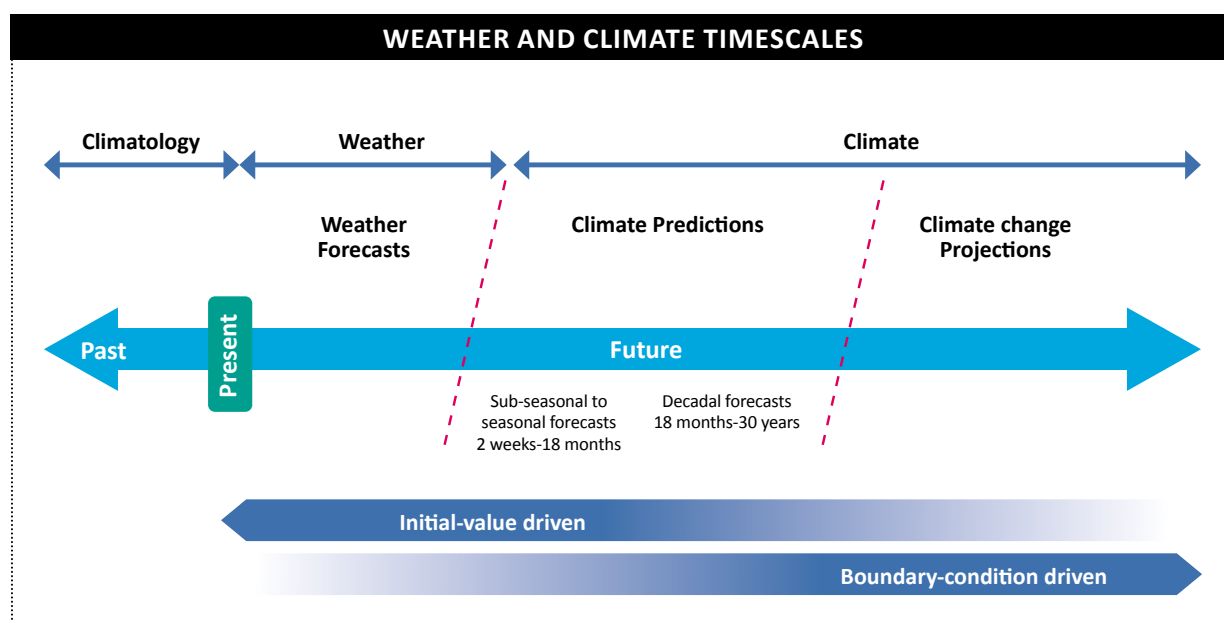 WEATHER AND CLIMATE TIMESCALES
Climatology
Weather
Climate
Weather
Forecasts
Climate Predictions
Climate change
Projections
Past
Present
Future
Sub-seasonal to
seasonal forecasts
2 weeks-18 months
Decadal forecasts
18 months-30 years
Initial-value driven
Boundary-condition driven